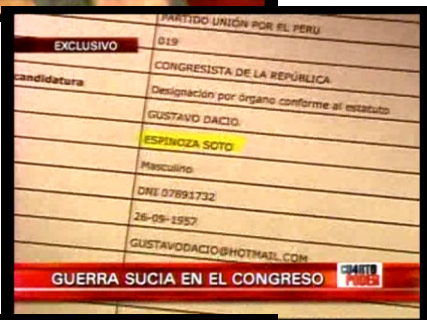 PARTIDO UNIÓN POR EL PERU
EXCLUSIVO
019
CONGRESISTA DE LA REPÚBLICA
candidatura
Designación por órgano conforme al estatuto
GUSTAVO DACIO
ESPINOZA SOTO
Masculino
DNI 07891732
26-09-1957
GUSTAVODACIO@HOTMAIL.COM
GUERRA SUCIA EN EL CONGRESO
CUARTO
PODER